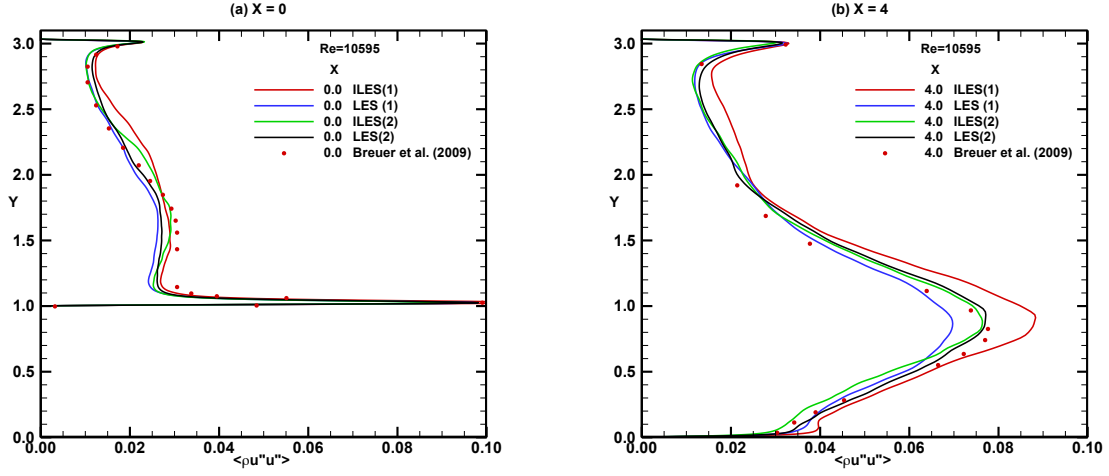 (a) X = 0
3.0
2.5
2.0
Y
1.5
1.0
0.5
0.0
0.00 0.02 0.04 0.06 0.08 0.10
<ρu"u">
Re=10595
X
0.0 ILES(1)
0.0 LES (1)
0.0 ILES(2)
0.0 LES(2)
0.0 Breuer et al. (2009)
(b) X = 4
3.0
2.5
2.0
Y
1.5
1.0
0.5
0.0
0.00 0.02 0.04 0.06 0.08 0.10
<ρu"u">
Re=10595
X
4.0 ILES(1)
4.0 LES (1)
4.0 ILES(2)
4.0 LES(2)
4.0 Breuer et al. (2009)